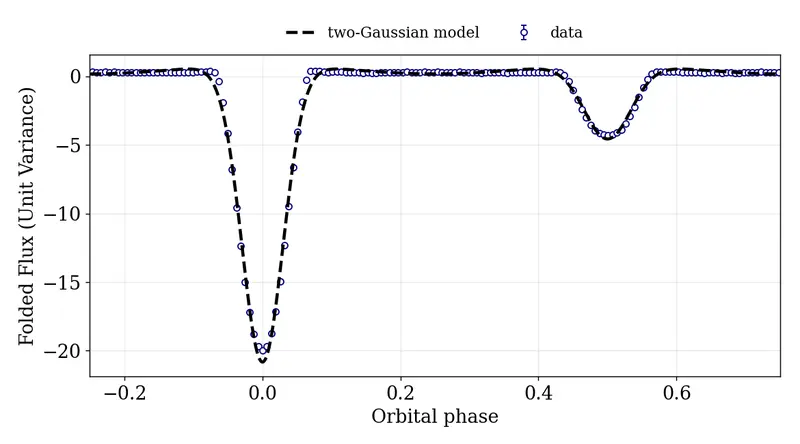 two-Gaussian model
data
Folded Flux (Unit Variance)
0
−5
−10
−15
−20
−0.2
0.0
0.2
0.4
0.6
Orbital phase